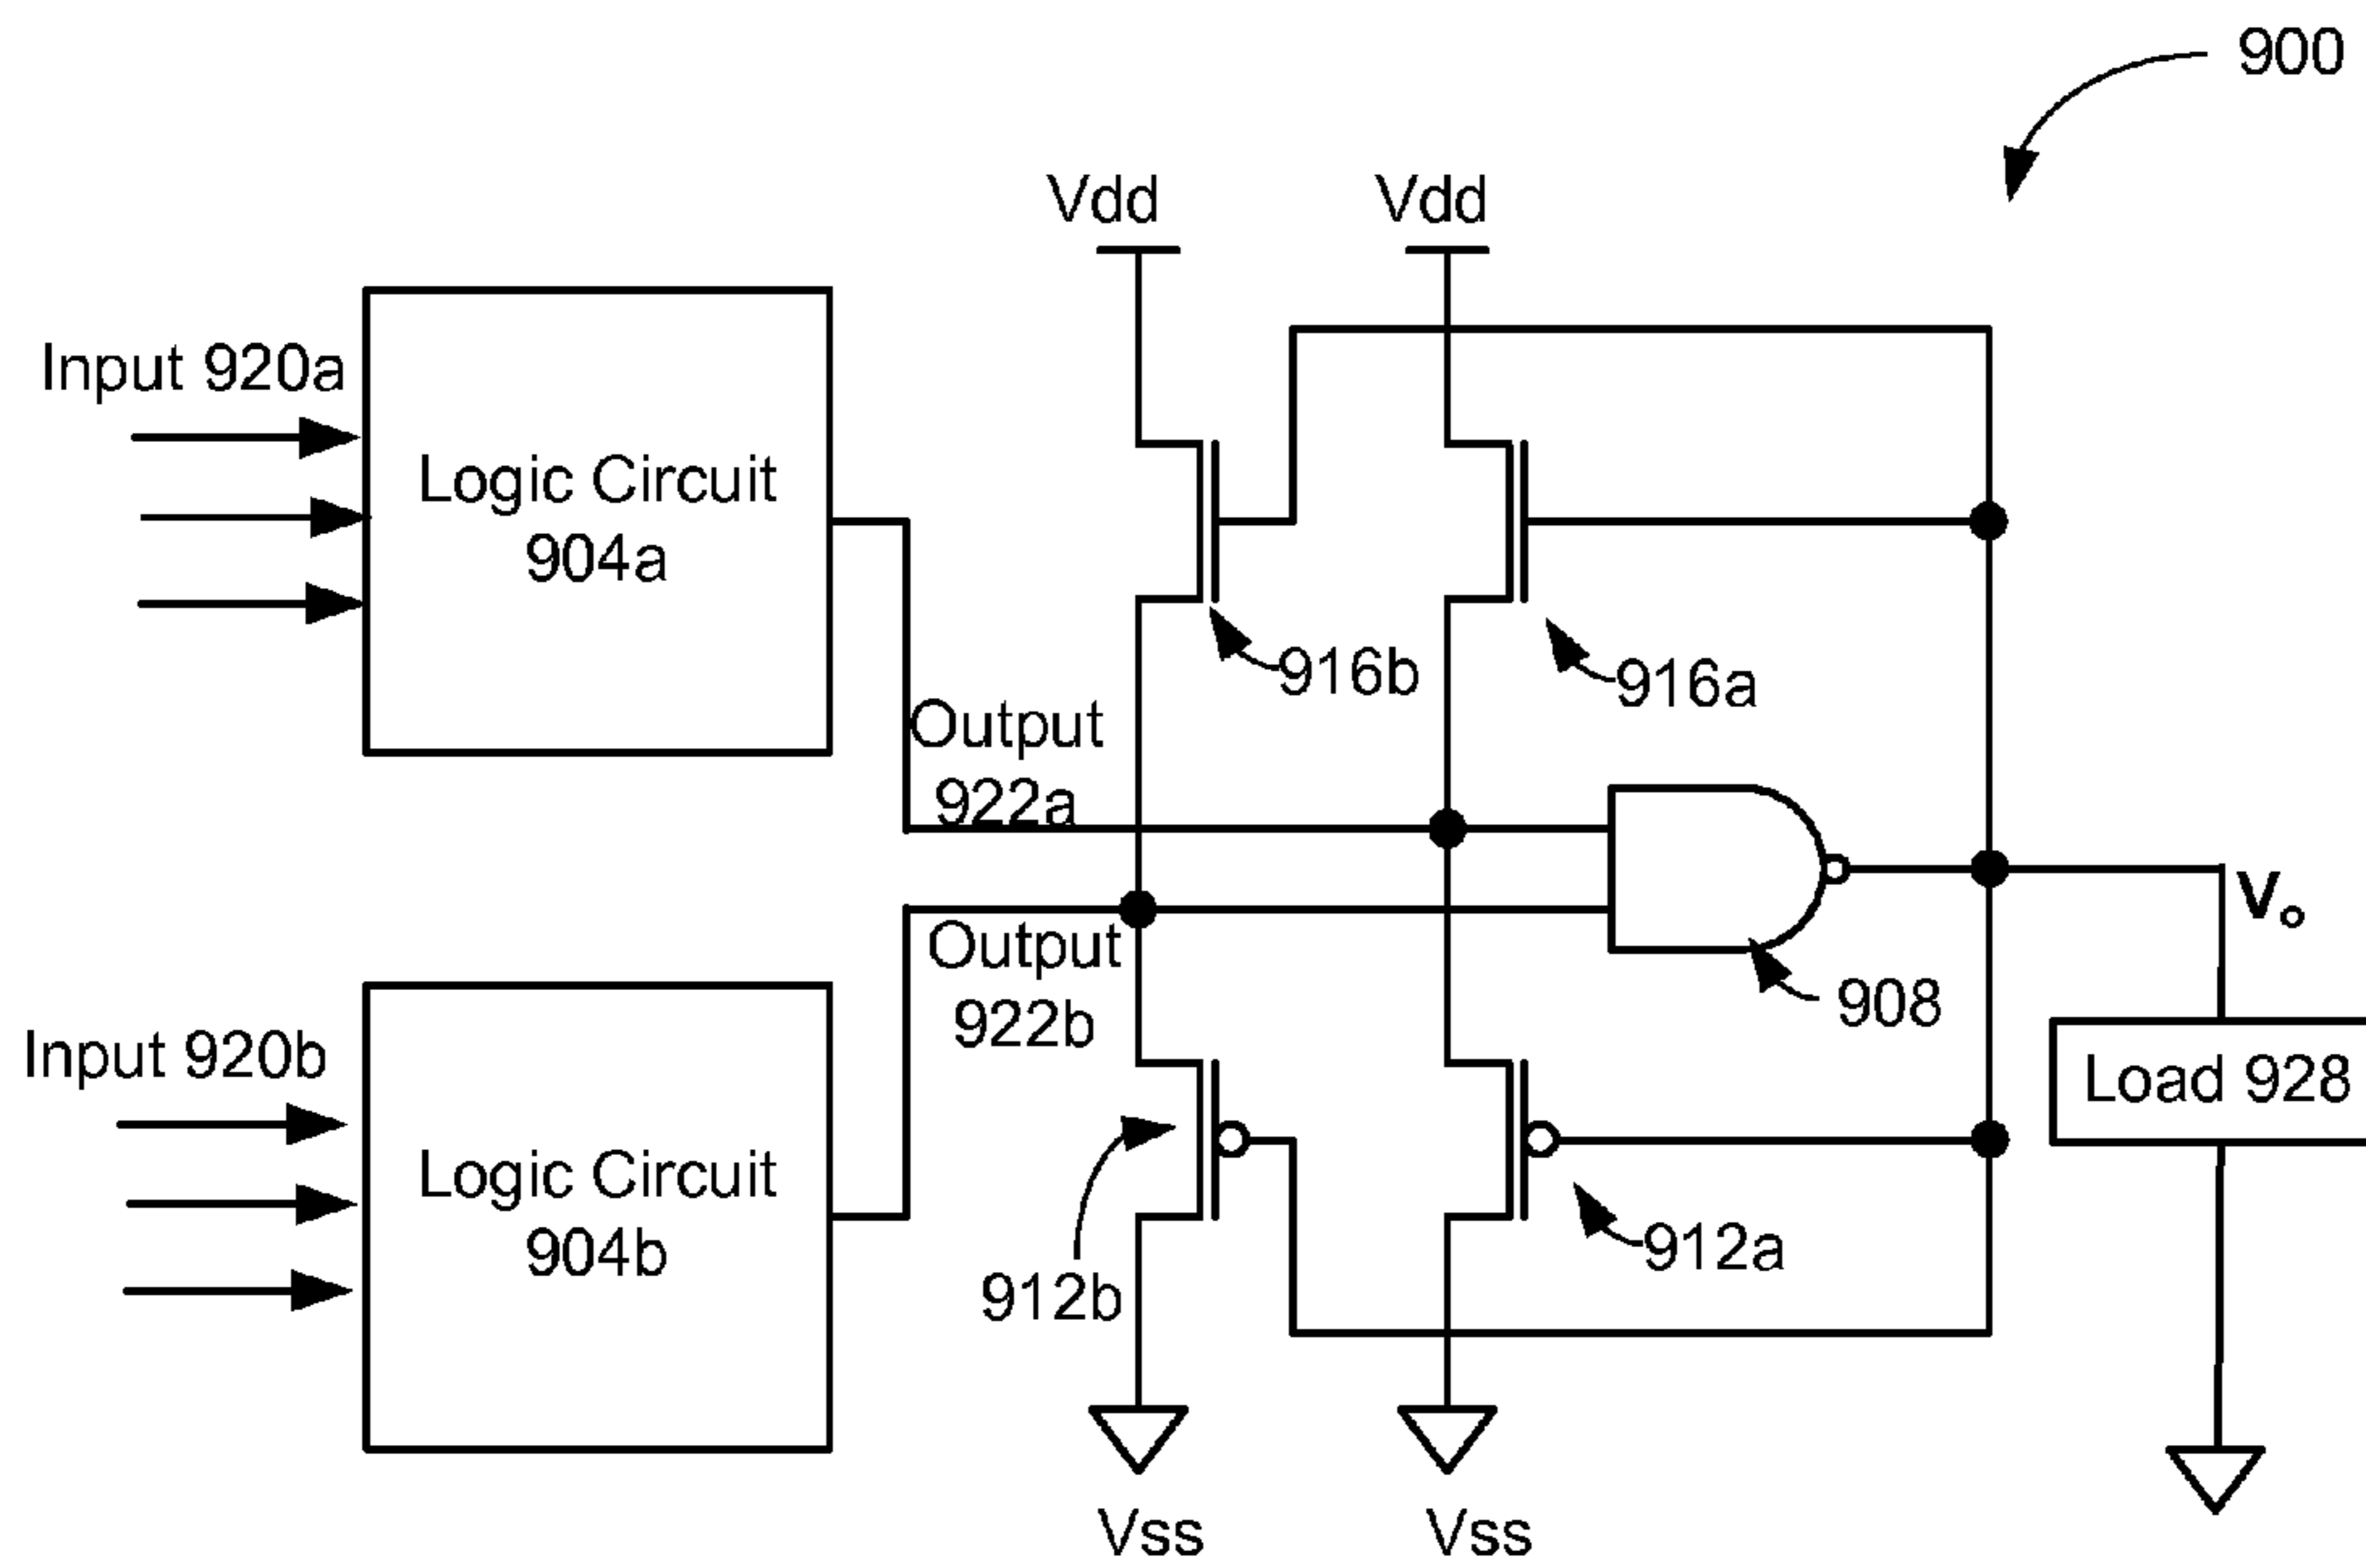 900
Vdd
Vdd
Input 920a
Logic Circuit
904a
916b
916a
Output
922a
Vo
Output
922b
908
Input 920b
Load 928
Logic Circuit
904b
912b
912a
Vss
Vss